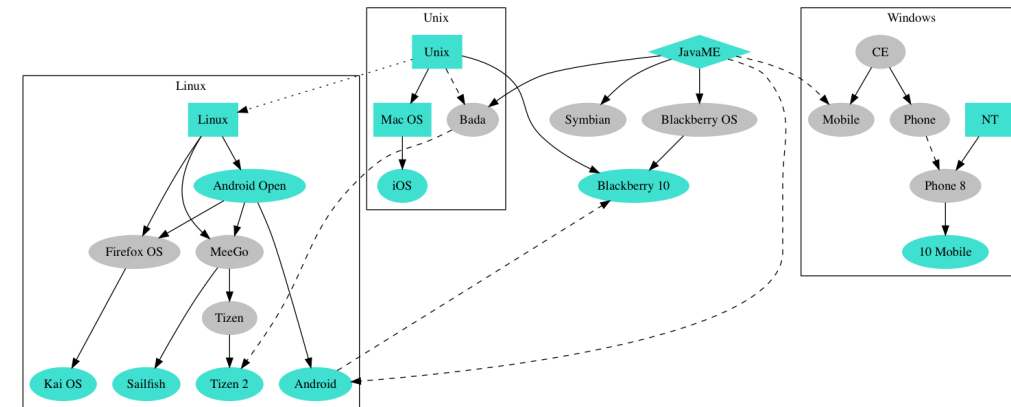 Unix
Windows
Unix
JavaME
CE
Linux
Linux
Mac OS
Bada
Symbian
Blackberry OS
Mobile
Phone
NT
Android Open
iOS
Blackberry 10
Phone 8
Firefox OS
MeeGo
10 Mobile
Tizen
Kai OS
Sailfish
Tizen 2
Android